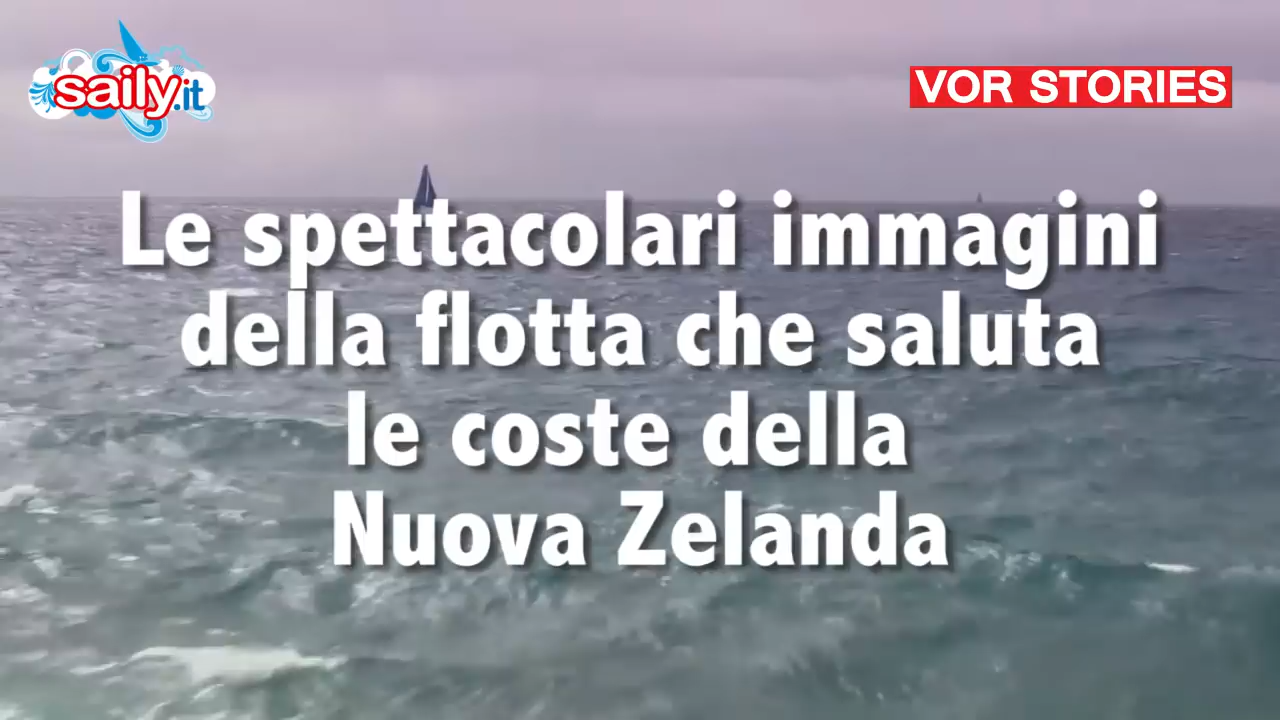 saily.it
VOR STORIES
Le spettacolari immagini
della flotta che saluta
le coste della
Nuova Zelanda